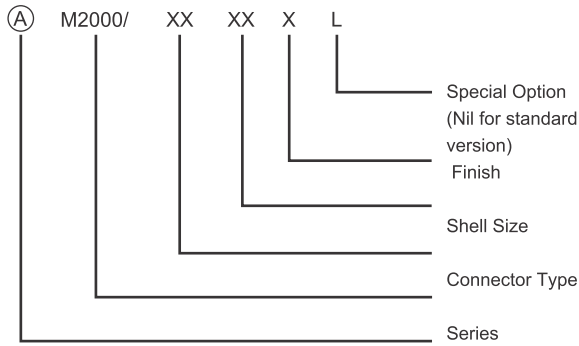 Ⓐ M2000/ XX XX X L
Special Option
(Nil for standard
version)
Finish
Shell Size
Connector Type
Series